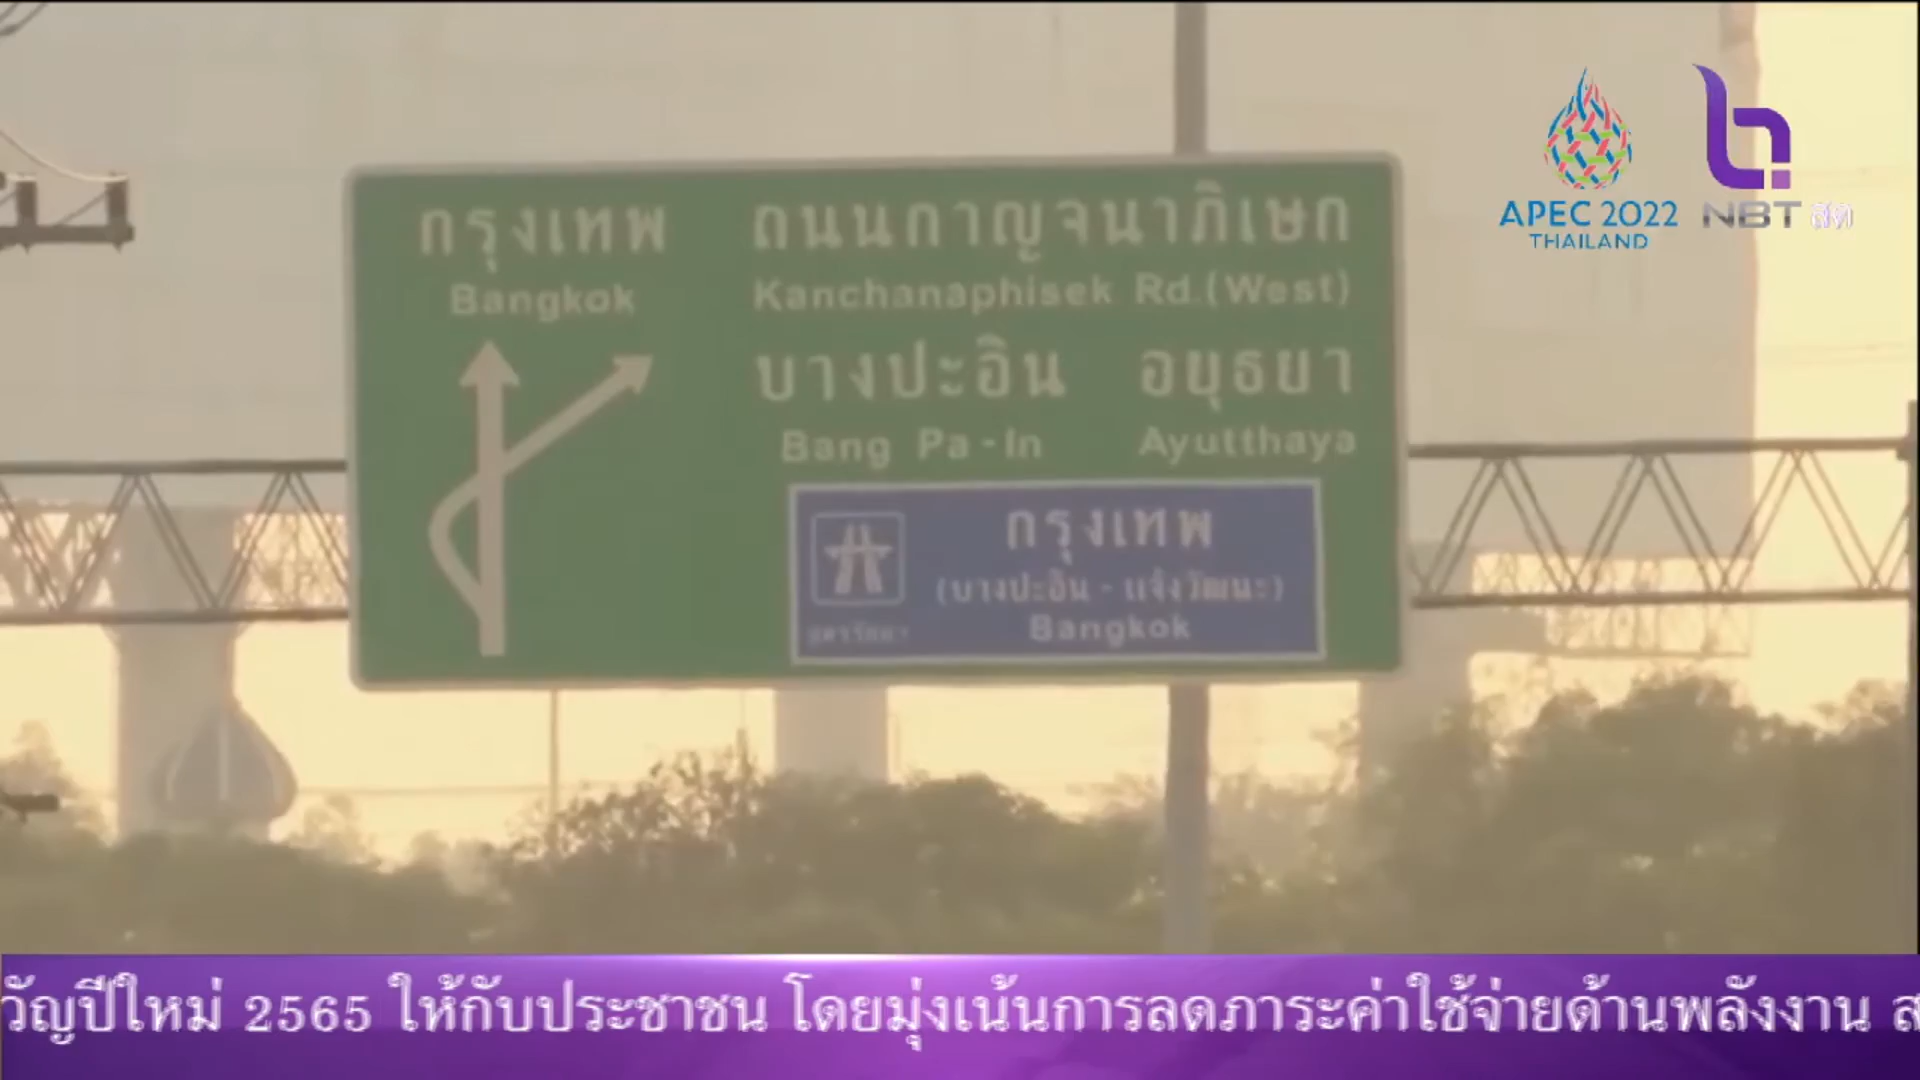 กรุงเทพ
Bangkok
ถนนกาญจนาภิเษก
Kanchanaphisek Rd.(West)
บางปะอิน อยุธยา
Bang Pa-In Ayutthaya
กรุงเทพ
(บางปะอิน - แจ้งวัฒนะ)
Bangkok
APEC 2022
THAILAND
NBT สด
วัญปีใหม่ 2565 ให้กับประชาชน โดยมุ่งเน้นการลดภาระค่าใช้จ่ายด้านพลังงาน